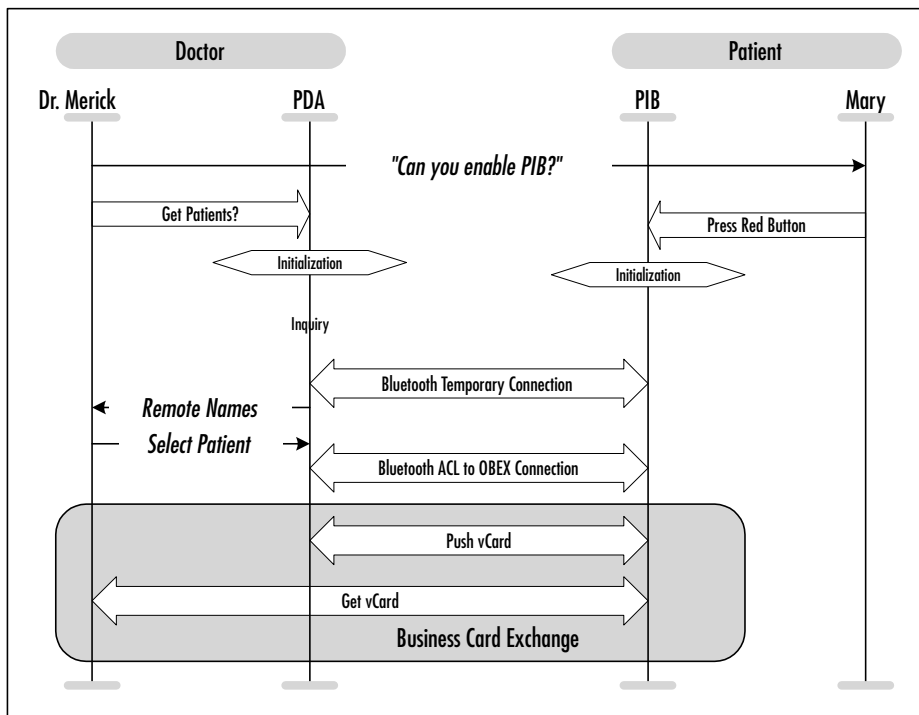 Doctor
Patient
Dr. Merick
PDA
PIB
Mary
"Can you enable PIB?"
Get Patients?
Press Red Button
Initialization
Initialization
Inquiry
Bluetooth Temporary Connection
Remote Names
Select Patient
Bluetooth ACL to OBEX Connection
Push vCard
Get vCard
Business Card Exchange